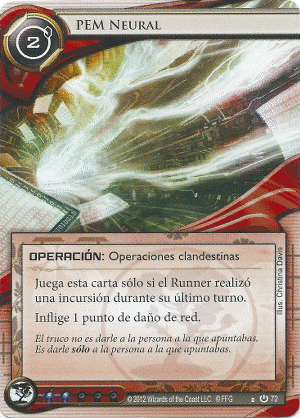 PEM Neural
2
OPERACIÓN: Operaciones clandestinas
Juega esta carta sólo si el Runner realizó
una incursión durante su último turno.
Inflige 1 punto de daño de red.
El truco no es darle a la persona a la que apuntabas.
Es darle sólo a la persona a la que apuntabas.
Illus. Christina Davis
© 2012 Wizards of the Coast LLC. © FFG
72